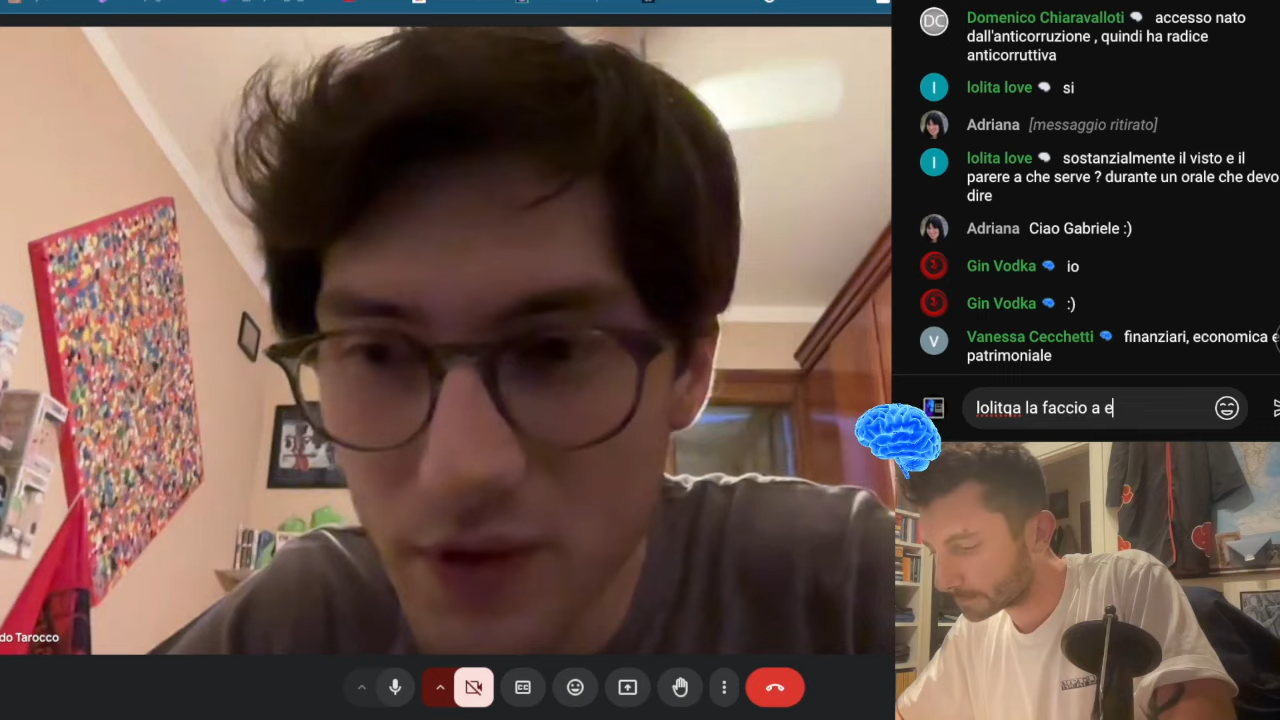 do Tarocco
DC
Domenico Chiaravalloti accesso nato
dall'anticorruzione , quindi ha radice
anticorruttiva
l
lolita love si
Adriana [messaggio ritirato]
l
lolita love sostanzialmente il visto e il
parere a che serve ? durante un orale che devo
dire
Adriana Ciao Gabriele :)
Gin Vodka io
Gin Vodka :)
V
Vanessa Cecchetti finanziari, economica e
patrimoniale
lolitqa la faccio a e
CC